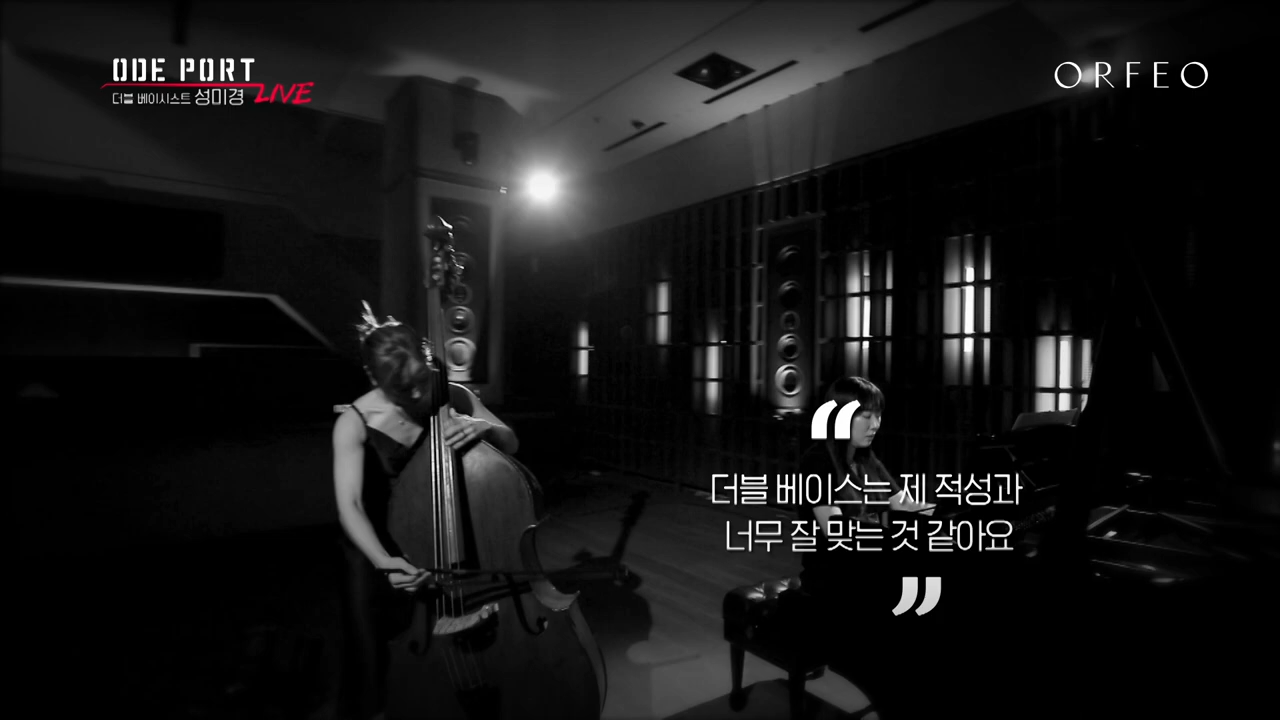 ODE PORT
더블 베이시스트 성미경 LIVE
ORFEO
“
더블 베이스는 제 적성과
너무 잘 맞는 것 같아요
”